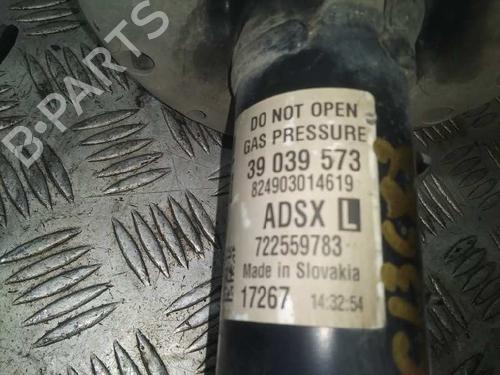 B-PARTS
DO NOT OPEN
GAS PRESSURE
39 039 573
824903014619
ADSX L
722559783
Made in Slovakia
17267 14:32:54